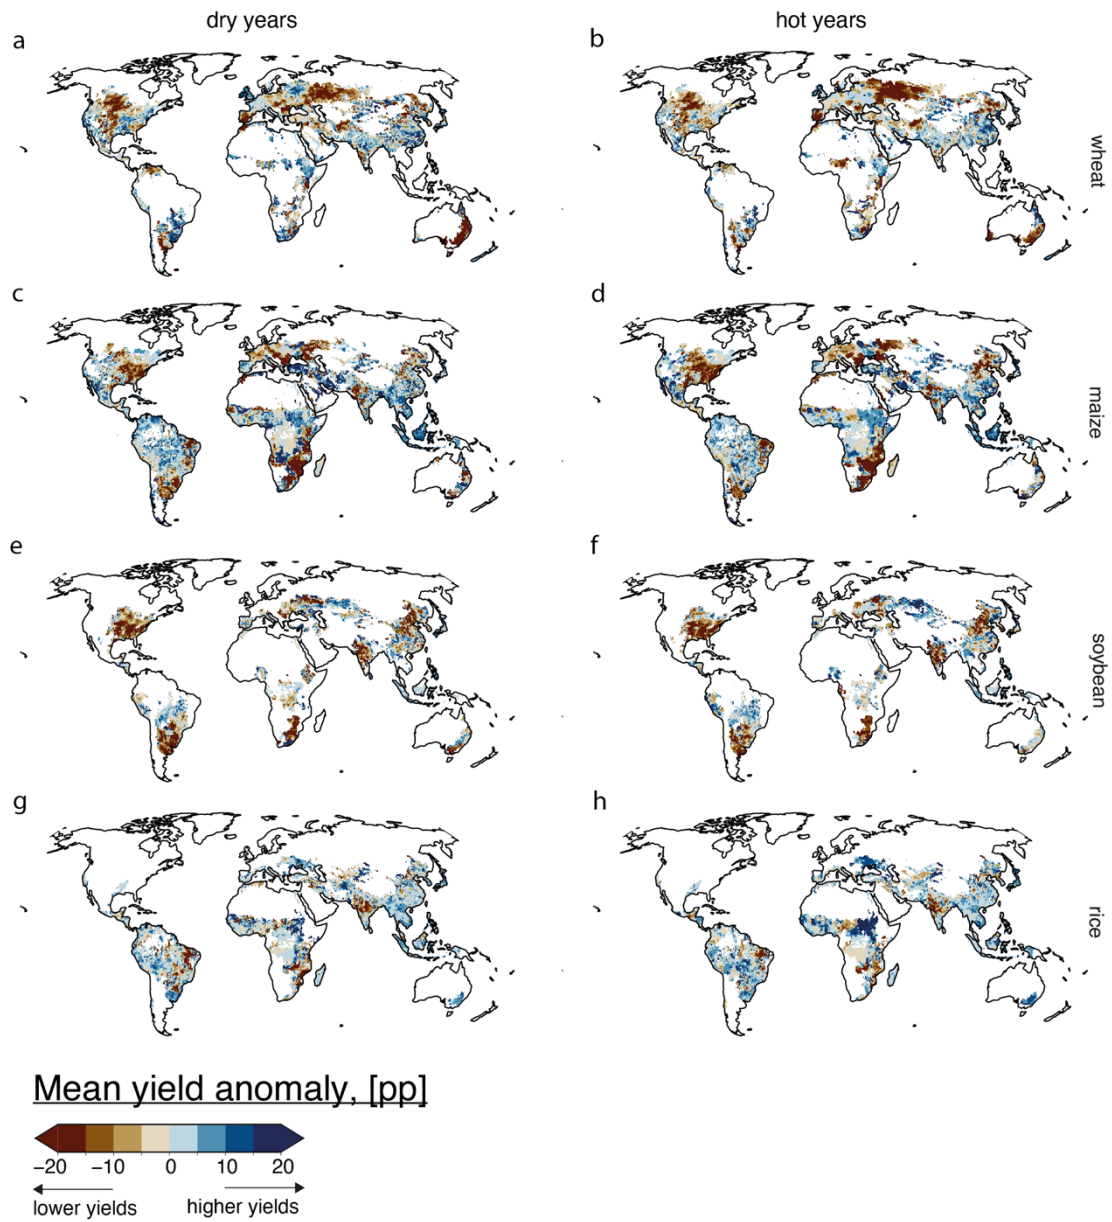 dry years
hot years
a
b
wheat
c
d
maize
e
f
soybean
g
h
rice
Mean yield anomaly, [pp]
−20 −10 0 10 20
lower yields higher yields